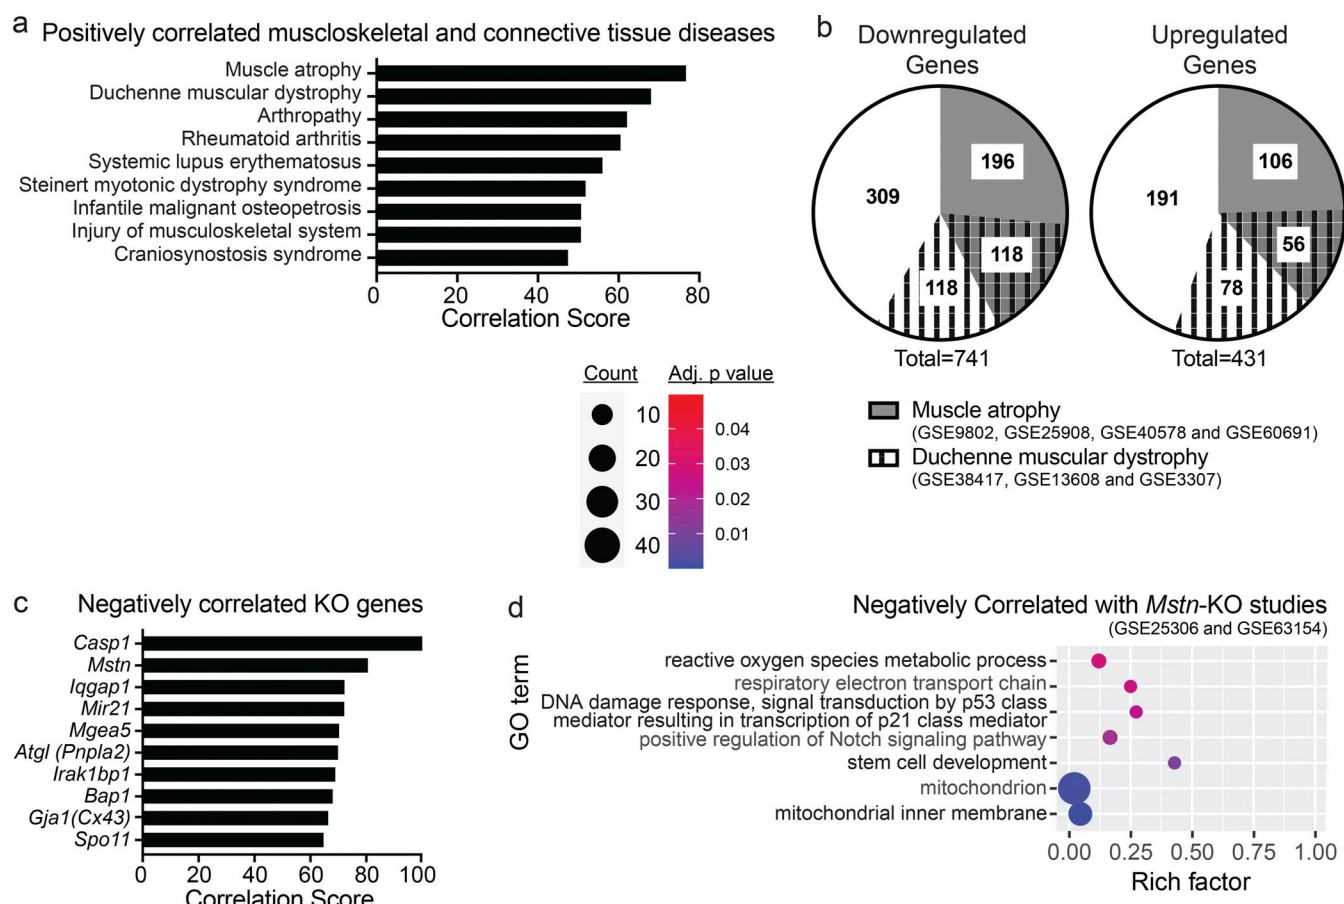 a
Positively correlated muscloskeletal and connective tissue diseases
Muscle atrophy
Duchenne muscular dystrophy
Arthropathy
Rheumatoid arthritis
Systemic lupus erythematosus
Steinert myotonic dystrophy syndrome
Infantile malignant osteopetrosis
Injury of musculoskeletal system
Craniosynostosis syndrome
0 20 40 60 80
Correlation Score
b
Downregulated
Genes
196
309
118
118
Total=741
Upregulated
Genes
106
191
56
78
Total=431
Muscle atrophy
(GSE9802, GSE25908, GSE40578 and GSE60691)
Duchenne muscular dystrophy
(GSE38417, GSE13608 and GSE3307)
Count
10
20
30
40
Adj. p value
0.04
0.03
0.02
0.01
c
Negatively correlated KO genes
Casp1
Mstn
Iqgap1
Mir21
Mgea5
Atgl (Pnpla2)
Irak1bp1
Bap1
Gja1(Cx43)
Spo11
0 20 40 60 80 100
Correlation Score
d
Negatively Correlated with Mstn-KO studies
(GSE25306 and GSE63154)
GO term
reactive oxygen species metabolic process
respiratory electron transport chain
DNA damage response, signal transduction by p53 class
mediator resulting in transcription of p21 class mediator
positive regulation of Notch signaling pathway
stem cell development
mitochondrion
mitochondrial inner membrane
0.00 0.25 0.50 0.75 1.00
Rich factor